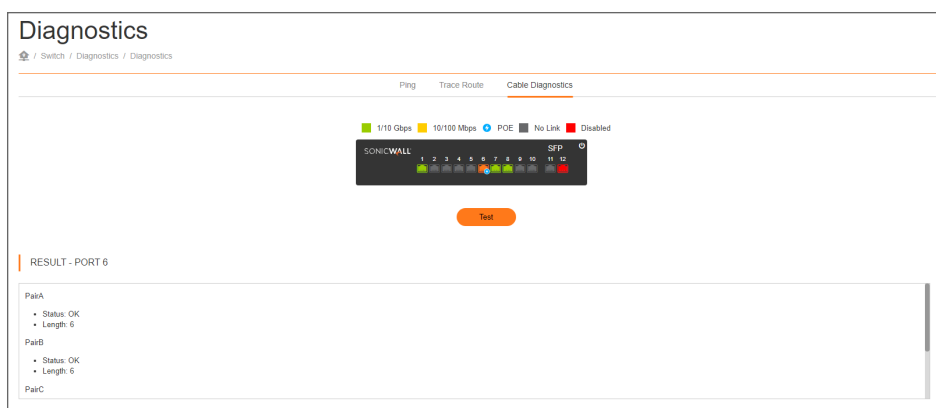 Diagnostics
/ Switch / Diagnostics / Diagnostics
Ping Trace Route Cable Diagnostics
1/10 Gbps 10/100 Mbps POE No Link Disabled
SONICWALL SFP
1 2 3 4 5 6 7 8 9 10 11 12
Test
RESULT - PORT 6
PairA
• Status: OK
• Length: 6
PairB
• Status: OK
• Length: 6
PairC